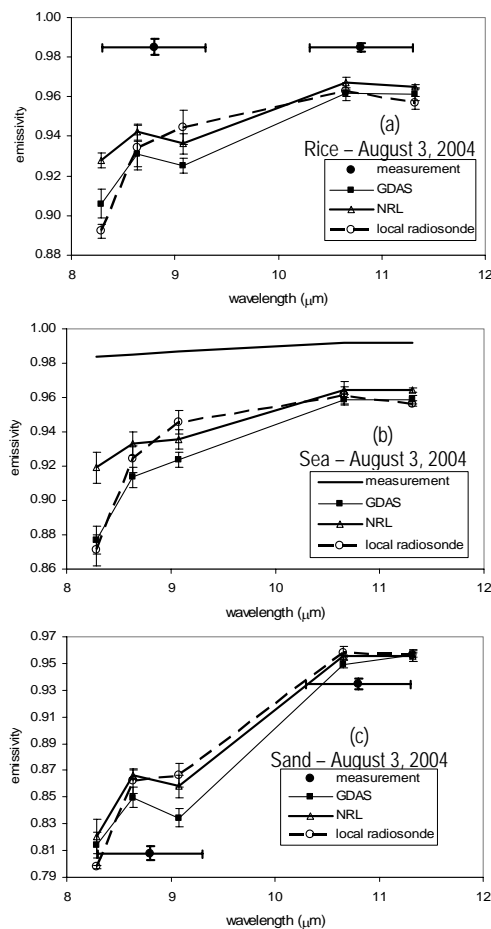 1.00
0.98
0.96
0.94
0.92
0.90
0.88
emissivity
(a)
Rice – August 3, 2004
measurement
GDAS
NRL
local radiosonde
8 9 10 11 12
wavelength (μm)
1.00
0.98
0.96
0.94
0.92
0.90
0.88
0.86
emissivity
(b)
Sea – August 3, 2004
measurement
GDAS
NRL
local radiosonde
8 9 10 11 12
wavelength (μm)
0.97
0.95
0.93
0.91
0.89
0.87
0.85
0.83
0.81
0.79
emissivity
(c)
Sand – August 3, 2004
measurement
GDAS
NRL
local radiosonde
8 9 10 11 12
wavelength (μm)